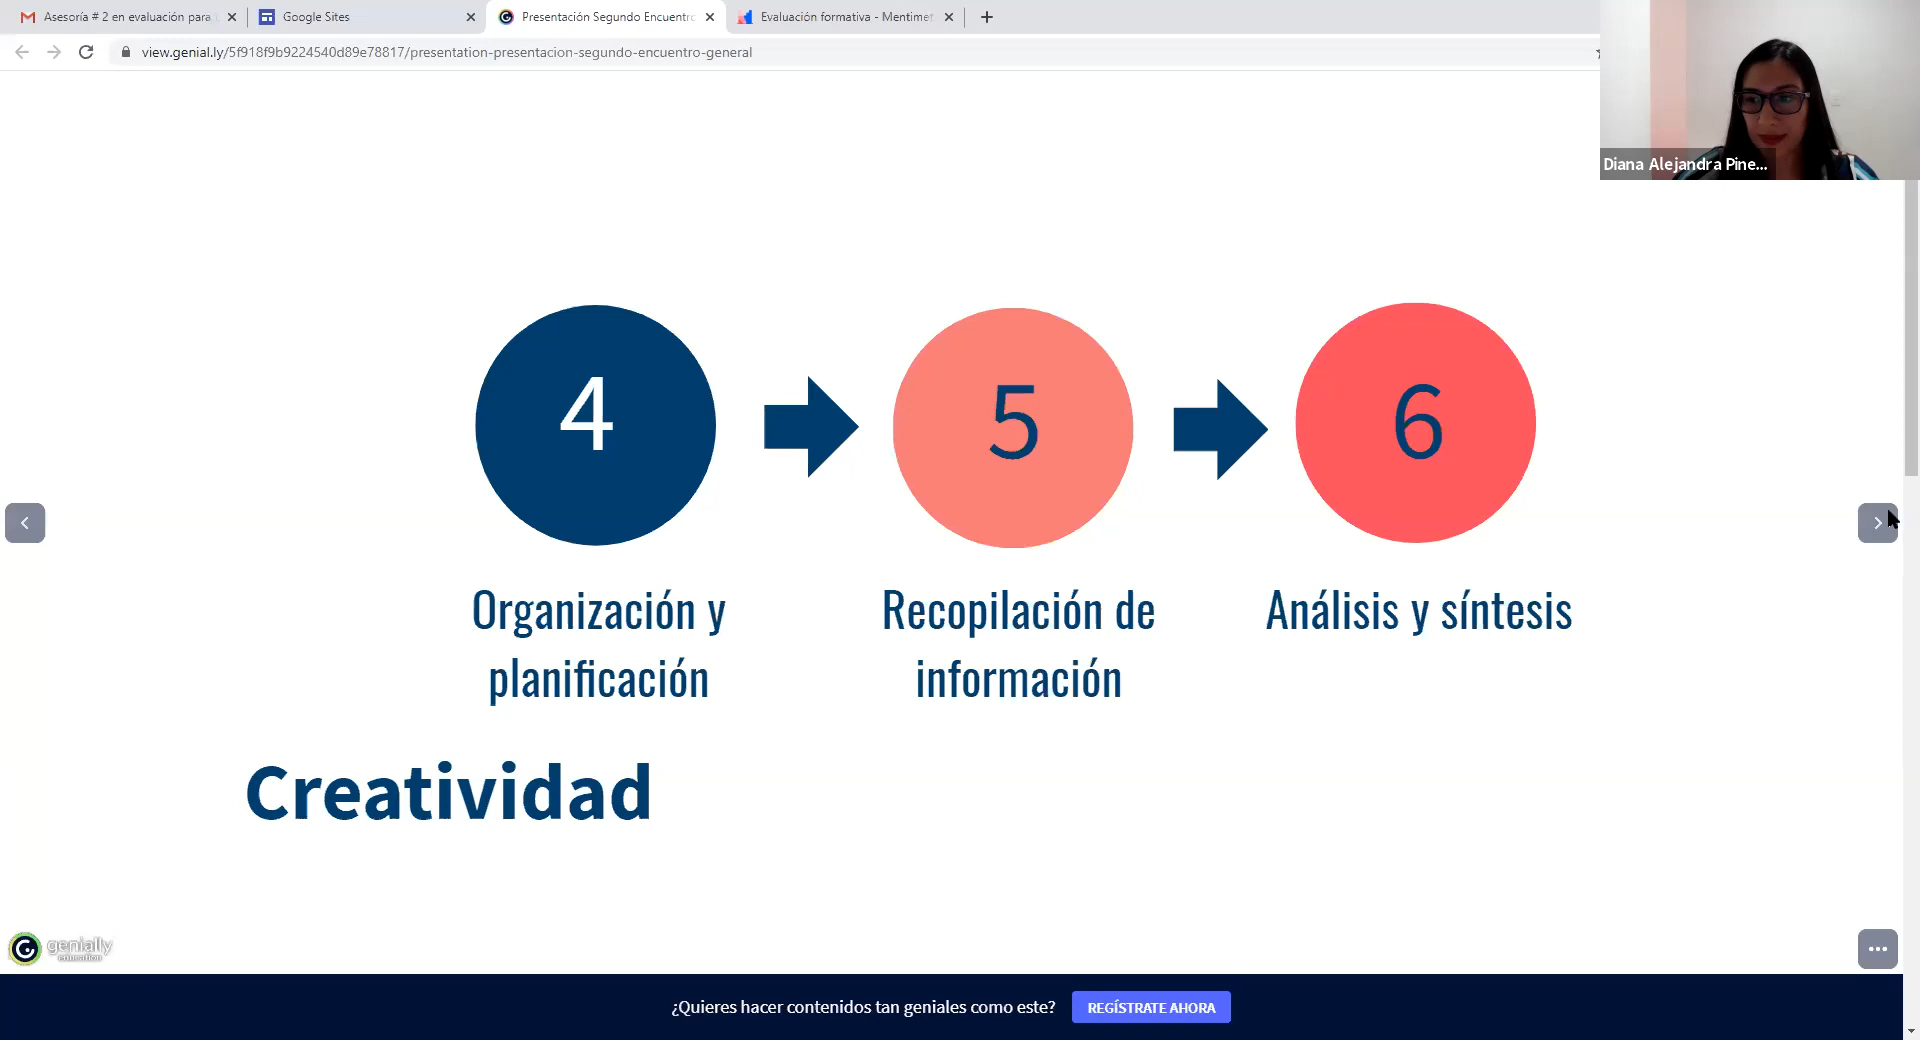 Asesoría # 2 en evaluación para
Google Sites
Presentación Segundo Encuentro
Evaluación formativa - Mentimet
view.genial.ly/5f918f9b9224540d89e78817/presentation-presentacion-segundo-encuentro-general
Diana Alejandra Pine...
4
5
6
Organización y
planificación
Recopilación de
información
Análisis y síntesis
Creatividad
genially
education
¿Quieres hacer contenidos tan geniales como este?
REGÍSTRATE AHORA